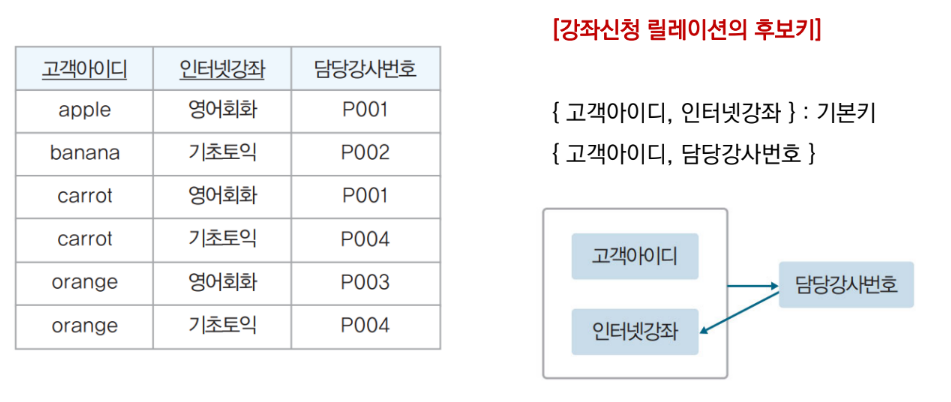 [강좌신청 릴레이션의 후보키]
고객아이디 인터넷강좌 담당강사번호
apple 영어회화 P001
banana 기초토익 P002
carrot 영어회화 P001
carrot 기초토익 P004
orange 영어회화 P003
orange 기초토익 P004
{ 고객아이디, 인터넷강좌 } : 기본키
{ 고객아이디, 담당강사번호 }
고객아이디
담당강사번호
인터넷강좌